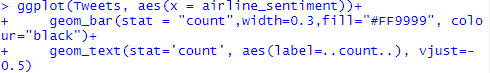 > ggplot(Tweets, aes(x = airline_sentiment))+
+     geom_bar(stat = "count",width=0.3,fill="#FF9999", colo
ur="black")+
+     geom_text(stat='count', aes(label=..count..), vjust=-
0.5)